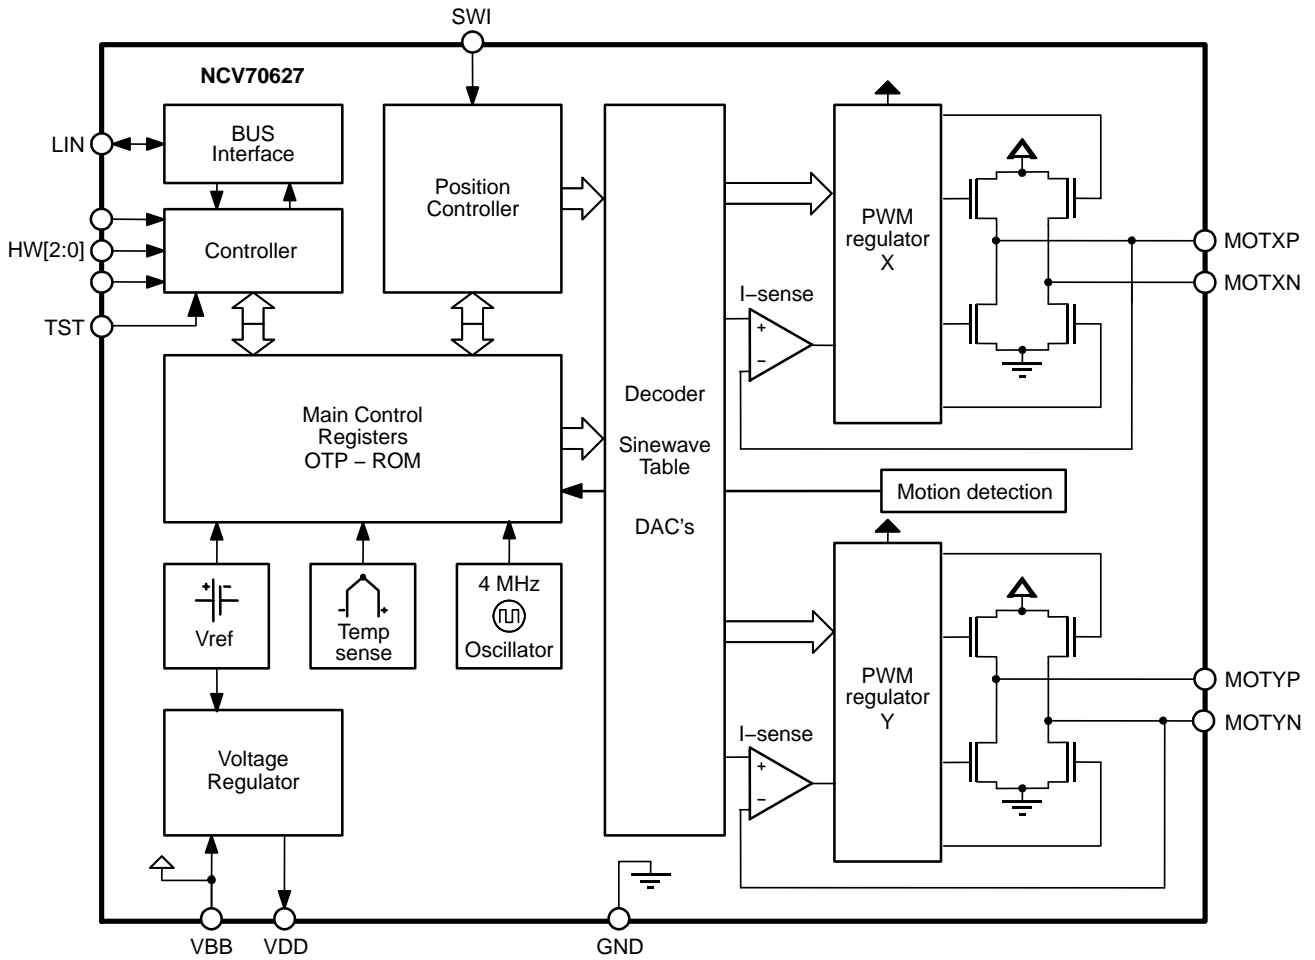 SWI
NCV70627
LIN
BUS
Interface
HW[2:0]
Controller
TST
Position
Controller
Main Control
Registers
OTP – ROM
+ –
Vref
– +
Temp
sense
4 MHz
Oscillator
Voltage
Regulator
VBB
VDD
GND
Decoder
Sinewave
Table
DAC's
I–sense
+
–
PWM
regulator
X
MOTXP
MOTXN
Motion detection
I–sense
+
–
PWM
regulator
Y
MOTYP
MOTYN